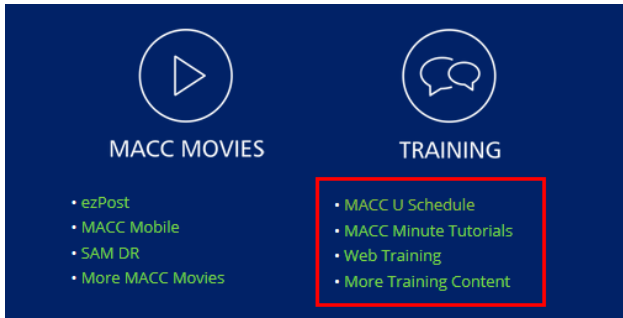 MACC MOVIES
• ezPost
• MACC Mobile
• SAM DR
• More MACC Movies
TRAINING
• MACC U Schedule
• MACC Minute Tutorials
• Web Training
• More Training Content